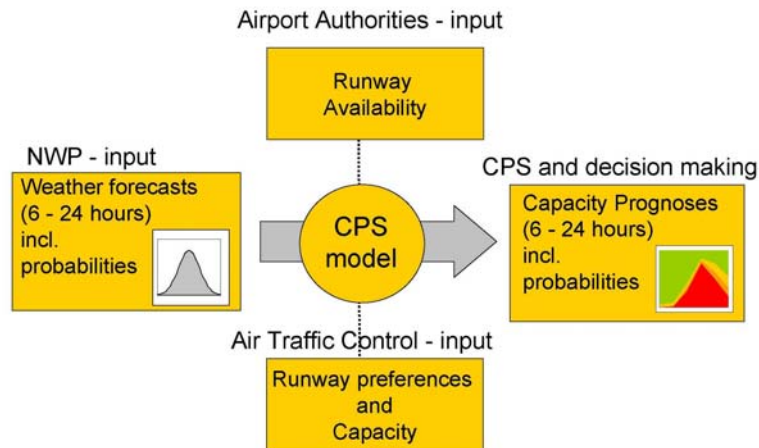 Airport Authorities - input
Runway
Availability
NWP - input
Weather forecasts
(6 - 24 hours)
incl.
probabilities
CPS
model
CPS and decision making
Capacity Prognoses
(6 - 24 hours)
incl.
probabilities
Air Traffic Control - input
Runway preferences
and
Capacity